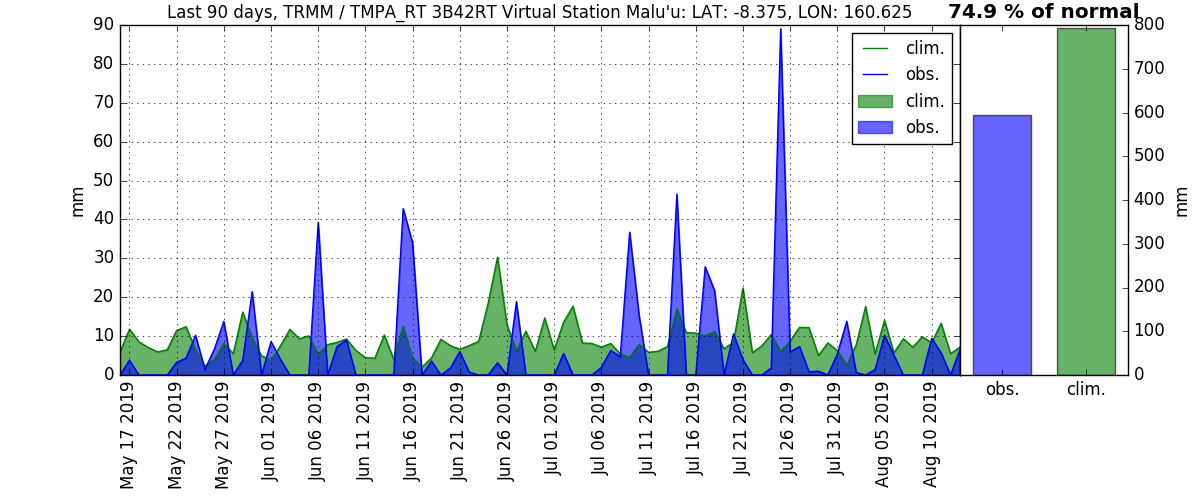 Last 90 days, TRMM / TMPA_RT 3B42RT Virtual Station Malu'u: LAT: -8.375, LON: 160.625
74.9 % of normal
90
80
70
60
50
40
30
20
10
0
mm
clim.
obs.
clim.
obs.
800
700
600
500
400
300
200
100
0
mm
May 17 2019
May 22 2019
May 27 2019
Jun 01 2019
Jun 06 2019
Jun 11 2019
Jun 16 2019
Jun 21 2019
Jun 26 2019
Jul 01 2019
Jul 06 2019
Jul 11 2019
Jul 16 2019
Jul 21 2019
Jul 26 2019
Jul 31 2019
Aug 05 2019
Aug 10 2019
obs.
clim.